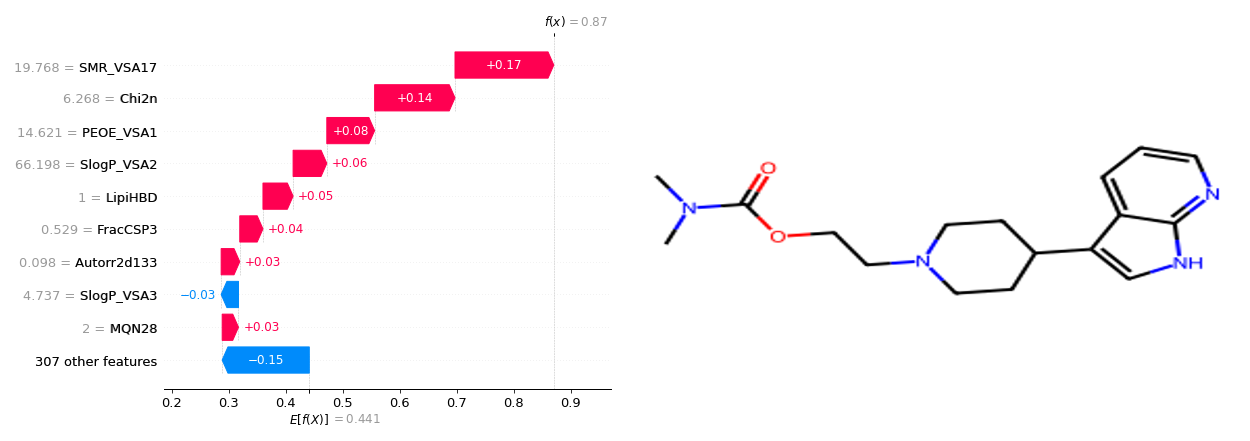 f(x) = 0.87
19.768 = SMR_VSA17 +0.17
6.268 = Chi2n +0.14
14.621 = PEOE_VSA1 +0.08
66.198 = SlogP_VSA2 +0.06
1 = LipiHBD +0.05
0.529 = FracCSP3 +0.04
0.098 = Autorr2d133 +0.03
4.737 = SlogP_VSA3 −0.03
2 = MQN28 +0.03
307 other features −0.15
0.2 0.3 0.4 0.5 0.6 0.7 0.8 0.9
E[f(X)] = 0.441
O
N
N
O
N
NH